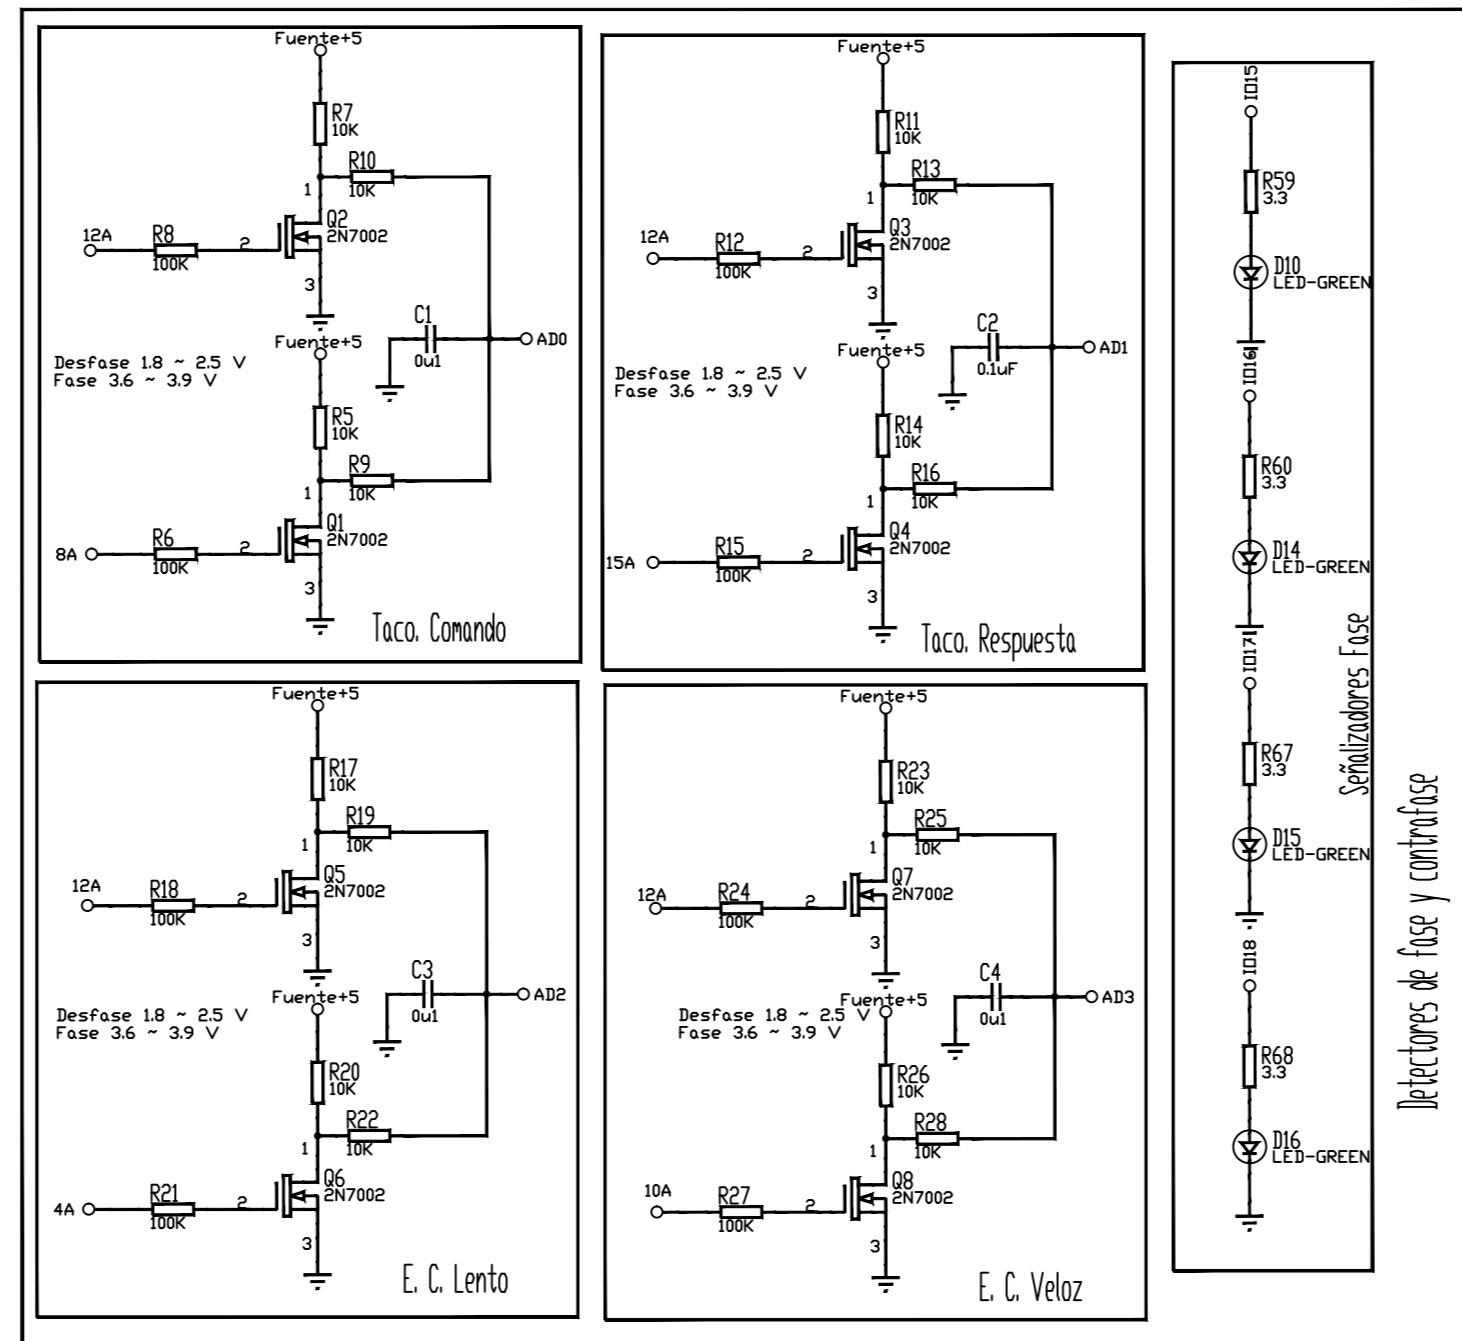 Fuente+5
R7
10K
R10
10K
1
Q2
2N7002
12A
R8
100K
2
3
Fuente+5
C1
0u1
AD0
Desfase 1.8 ~ 2.5 V
Fase 3.6 ~ 3.9 V
R5
10K
R9
10K
1
Q1
2N7002
8A
R6
100K
2
3
Taco. Comando
Fuente+5
R11
10K
R13
10K
1
Q3
2N7002
12A
R12
100K
2
3
Fuente+5
C2
0.1uF
AD1
Desfase 1.8 ~ 2.5 V
Fase 3.6 ~ 3.9 V
R14
10K
R16
10K
1
Q4
2N7002
15A
R15
100K
2
3
Taco. Respuesta
Fuente+5
R17
10K
R19
10K
1
Q5
2N7002
12A
R18
100K
2
3
Fuente+5
C3
0u1
AD2
Desfase 1.8 ~ 2.5 V
Fase 3.6 ~ 3.9 V
R20
10K
R22
10K
1
Q6
2N7002
4A
R21
100K
2
3
E. C. Lento
Fuente+5
R23
10K
R25
10K
1
Q7
2N7002
12A
R24
100K
2
3
Fuente+5
C4
0u1
AD3
Desfase 1.8 ~ 2.5 V
Fase 3.6 ~ 3.9 V
R26
10K
R28
10K
1
Q8
2N7002
10A
R27
100K
2
3
E. C. Veloz
IO15
R59
3.3
D10
LED-GREEN
IO16
R60
3.3
D14
LED-GREEN
IO17
R67
3.3
D15
LED-GREEN
IO18
R68
3.3
D16
LED-GREEN
Señalizadores Fase
Detectores de fase y contrafase